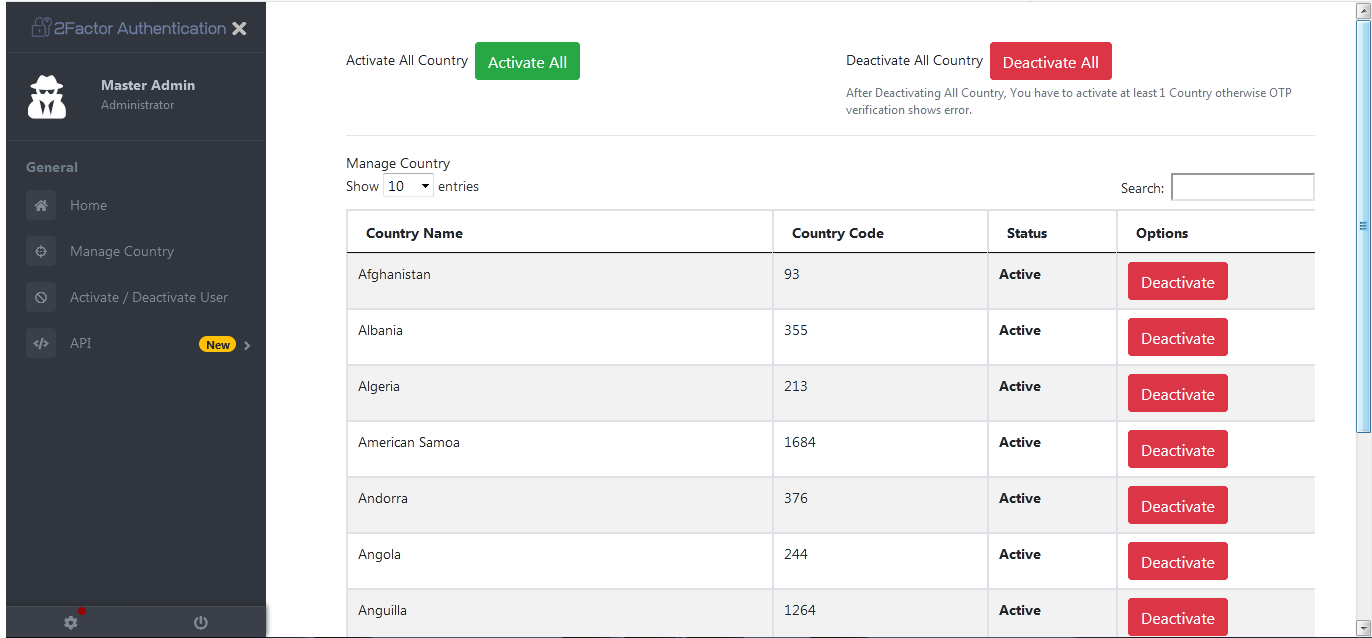 2Factor Authentication
Master Admin
Administrator
General
Home
Manage Country
Activate / Deactivate User
API New
Activate All Country Activate All
Deactivate All Country Deactivate All
After Deactivating All Country, You have to activate at least 1 Country otherwise OTP
verification shows error.
Manage Country
Show 10 entries
Search:
Country Name Country Code Status Options
Afghanistan 93 Active Deactivate
Albania 355 Active Deactivate
Algeria 213 Active Deactivate
American Samoa 1684 Active Deactivate
Andorra 376 Active Deactivate
Angola 244 Active Deactivate
Anguilla 1264 Active Deactivate